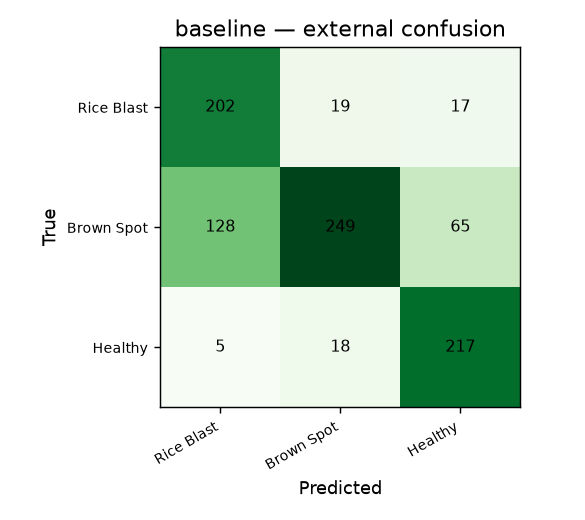 baseline — external confusion
Rice Blast 202 19 17
Brown Spot 128 249 65
Healthy 5 18 217
True
Rice Blast Brown Spot Healthy
Predicted